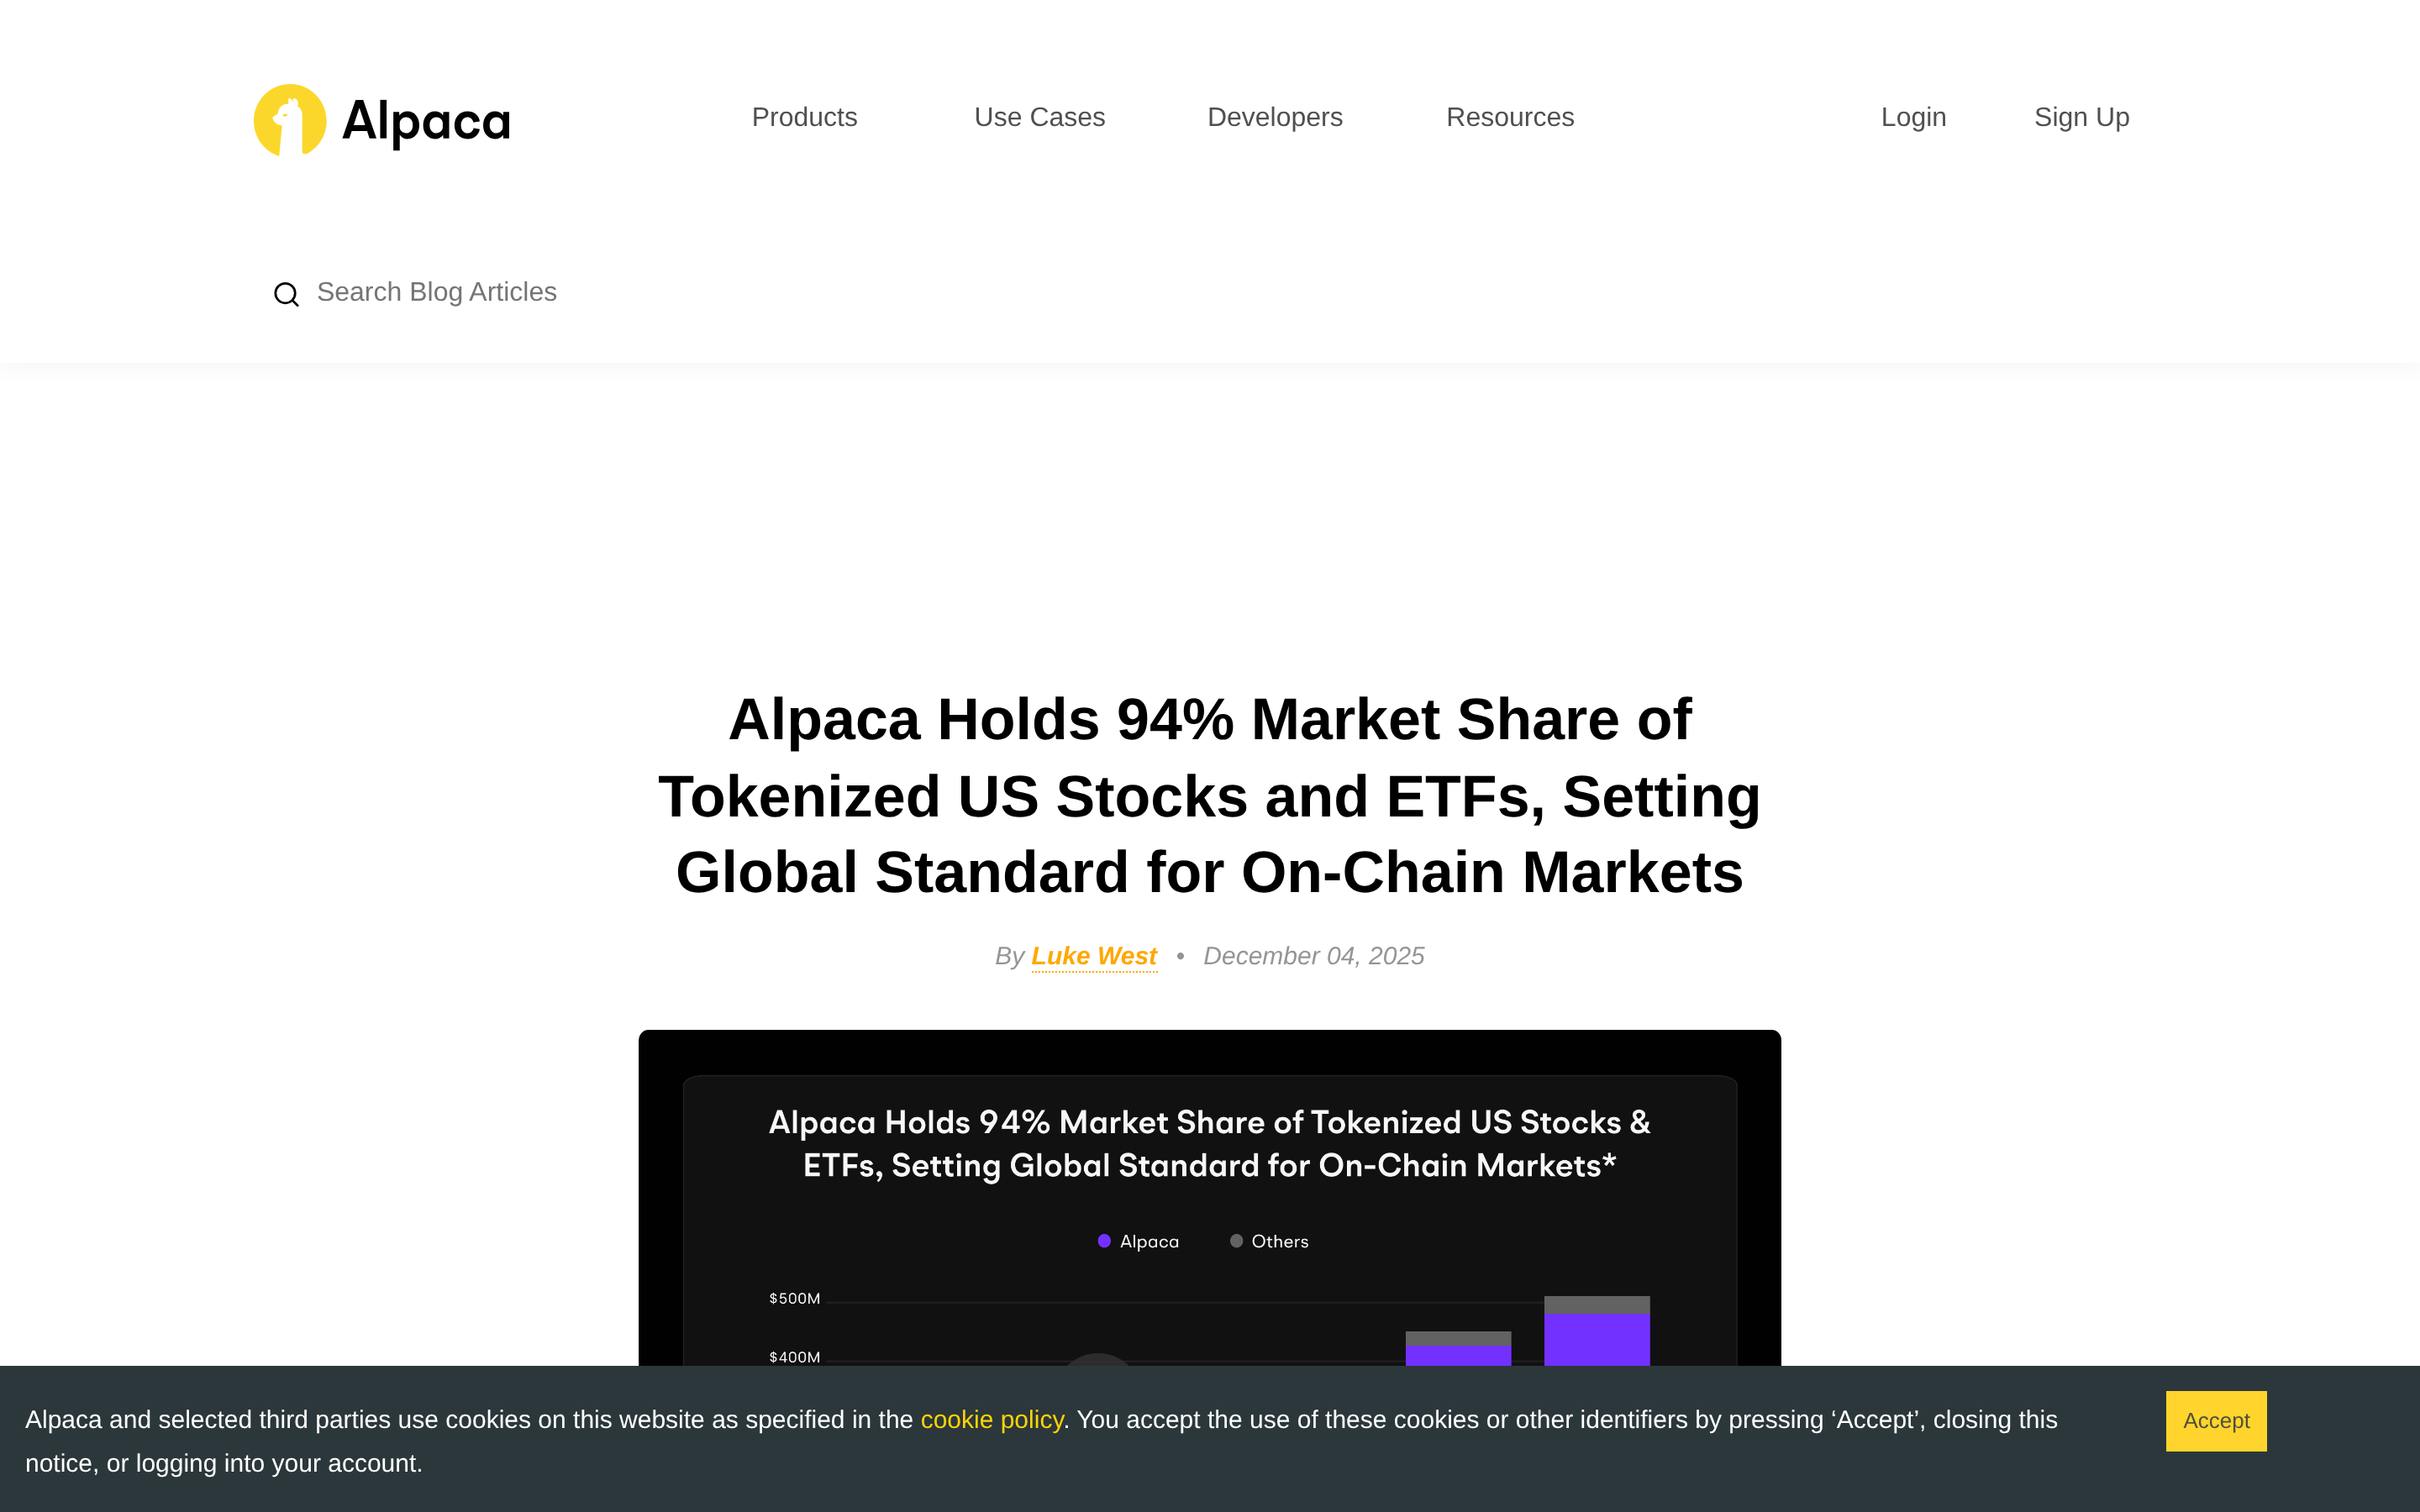 Alpaca
Products
Use Cases
Developers
Resources
Login
Sign Up
Search Blog Articles
Alpaca Holds 94% Market Share of
Tokenized US Stocks and ETFs, Setting
Global Standard for On-Chain Markets
By Luke West • December 04, 2025
Alpaca Holds 94% Market Share of Tokenized US Stocks &
ETFs, Setting Global Standard for On-Chain Markets*
Alpaca
Others
$500M
$400M
Alpaca and selected third parties use cookies on this website as specified in the cookie policy. You accept the use of these cookies or other identifiers by pressing ‘Accept’, closing this
notice, or logging into your account.
Accept